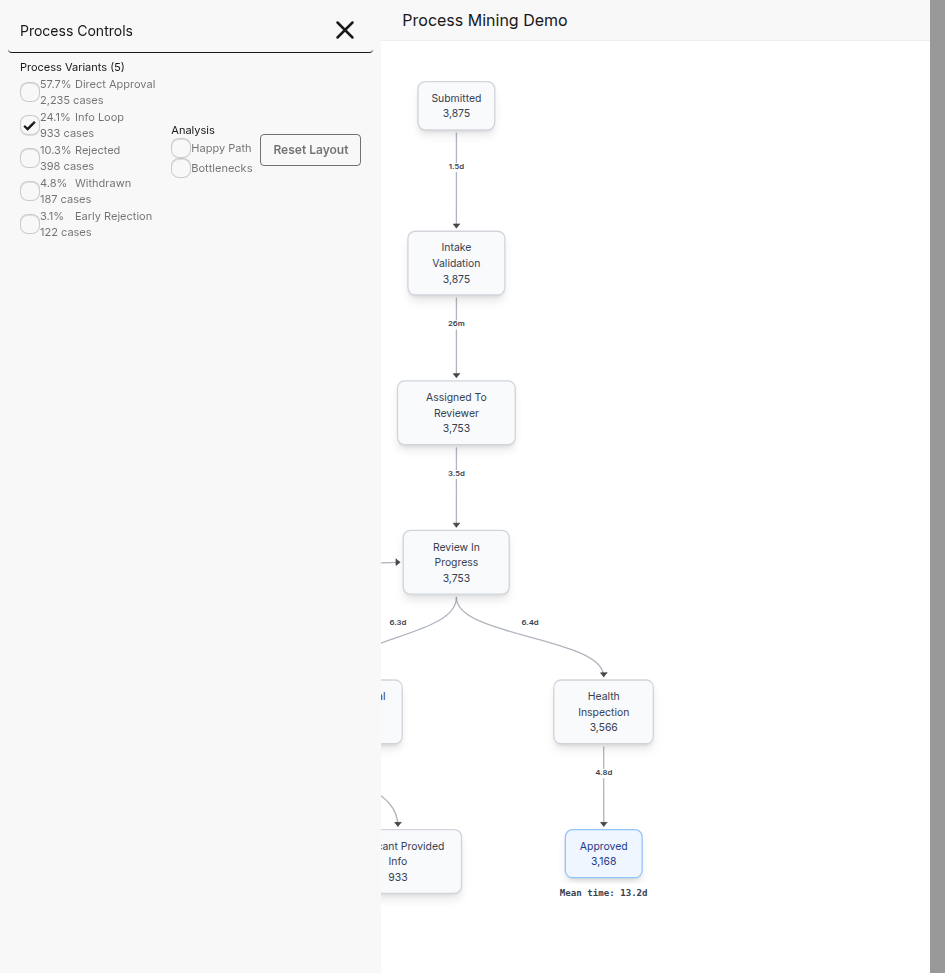 Process Controls
Process Variants (5)
57.7% Direct Approval
2,235 cases
24.1% Info Loop
933 cases
10.3% Rejected
398 cases
4.8% Withdrawn
187 cases
3.1% Early Rejection
122 cases
Analysis
Happy Path
Bottlenecks
Reset Layout
Process Mining Demo
Submitted
3,875
1.5d
Intake
Validation
3,875
26m
Assigned To
Reviewer
3,753
3.5d
Review In
Progress
3,753
6.3d
6.4d
Health
Inspection
3,566
4.8d
Provided
Info
933
Approved
3,168
Mean time: 13.2d